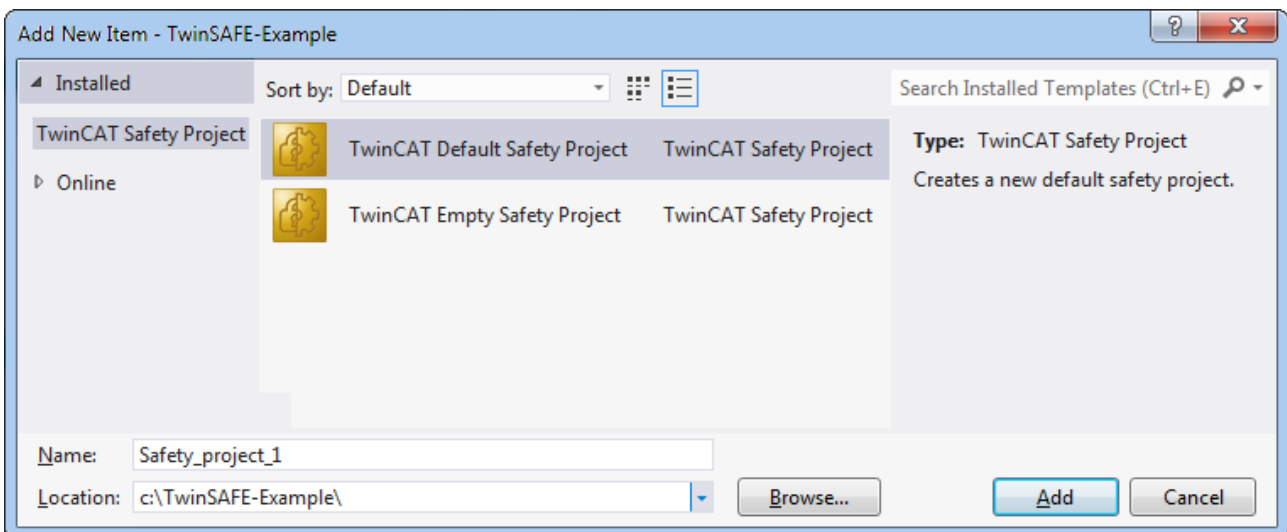 Add New Item - TwinSAFE-Example
Installed
Sort by: Default
Search Installed Templates (Ctrl+E)
TwinCAT Safety Project
Online
TwinCAT Default Safety Project TwinCAT Safety Project
TwinCAT Empty Safety Project TwinCAT Safety Project
Type: TwinCAT Safety Project
Creates a new default safety project.
Name: Safety_project_1
Location: c:\TwinSAFE-Example\
Browse...
Add
Cancel